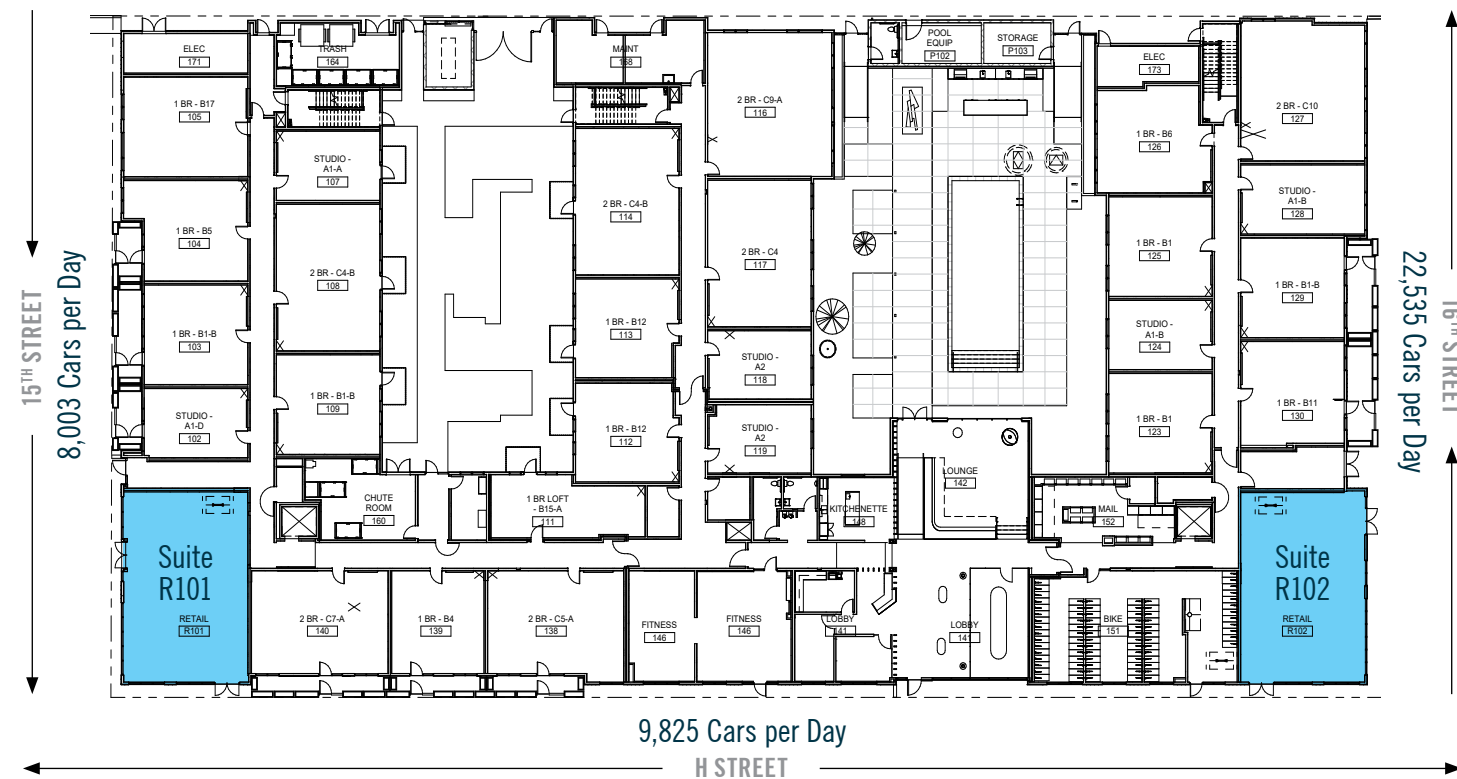 ELEC
171
TRASH
164
MAINT
168
POOL
EQUIP
P102
STORAGE
P103
ELEC
173
1 BR - B17
105
2 BR - C9-A
116
2 BR - C10
127
STUDIO -
A1-A
107
1 BR - B6
126
STUDIO -
A1-B
128
1 BR - B5
104
2 BR - C4-B
114
2 BR - C4
117
1 BR - B1
125
2 BR - C4-B
108
1 BR - B1-B
129
1 BR - B1-B
103
1 BR - B12
113
STUDIO -
A1-B
124
STUDIO -
A2
118
1 BR - B1-B
109
1 BR - B11
130
STUDIO -
A1-D
102
1 BR - B12
112
STUDIO -
A2
119
1 BR - B1
123
LOUNGE
142
CHUTE
ROOM
160
1 BR LOFT
- B15-A
111
KITCHENETTE
148
MAIL
152
Suite
R101
RETAIL
R101
2 BR - C7-A
140
1 BR - B4
139
2 BR - C5-A
138
FITNESS
146
FITNESS
146
LOBBY
141
LOBBY
141
BIKE
151
Suite
R102
RETAIL
R102
15TH STREET
8,003 Cars per Day
22,535 Cars per Day
16TH STREET
9,825 Cars per Day
H STREET